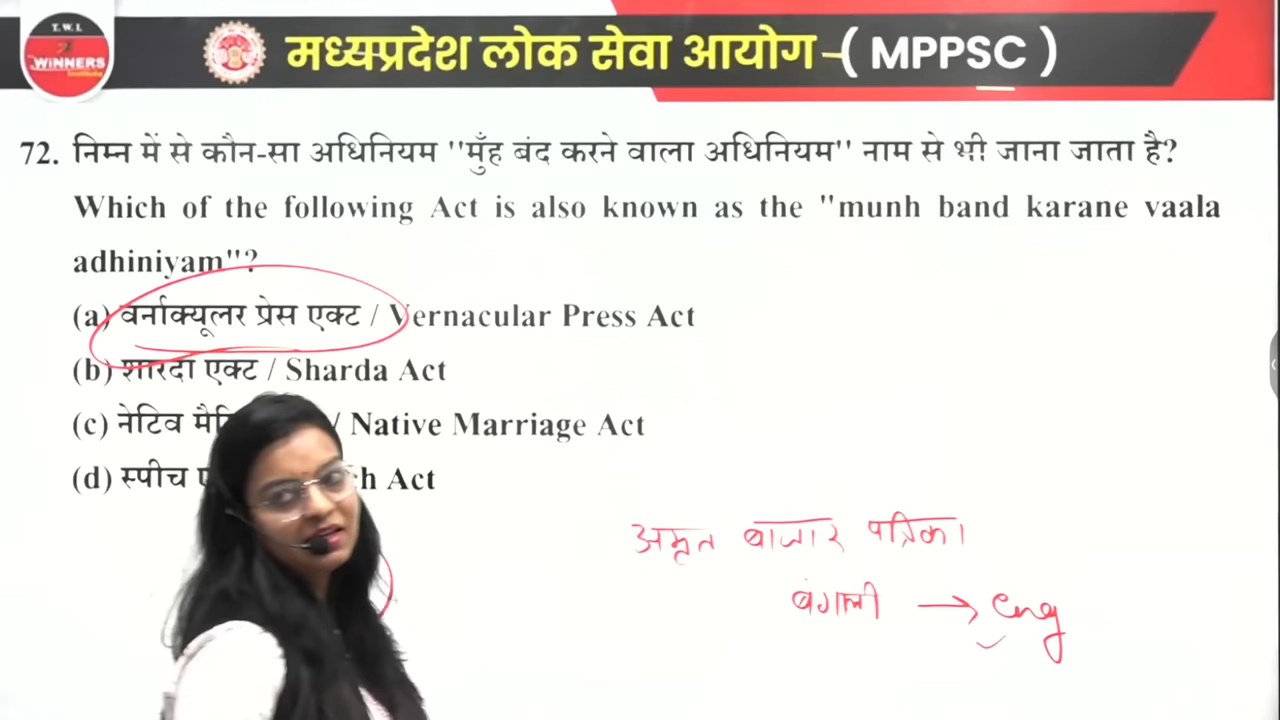 T. W. I.
WiNNERS
मध्यप्रदेश लोक सेवा आयोग –( MPPSC )
72. निम्न में से कौन-सा अधिनियम "मुँह बंद करने वाला अधिनियम" नाम से भी जाना जाता है?
Which of the following Act is also known as the "munh band karane vaala
adhiniyam"?
(a) वर्नाक्यूलर प्रेस एक्ट / Vernacular Press Act
(b) शारदा एक्ट / Sharda Act
(c) नेटिव / Native Marriage Act
(d) स्पीच Act
अमृत बाजार पत्रिका
बंगाली → eng